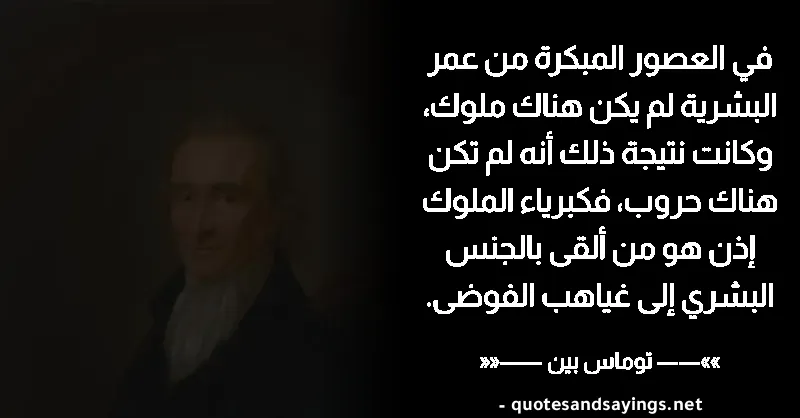 في العصور المبكرة من عمر
البشرية لم يكن هناك ملوك،
وكانت نتيجة ذلك أنه لم تكن
هناك حروب، فكبرياء الملوك
إذن هو من ألقى بالجنس
البشري إلى غياهب الفوضى.
»»—— توماس بين ——««
- quotesandsayings.net